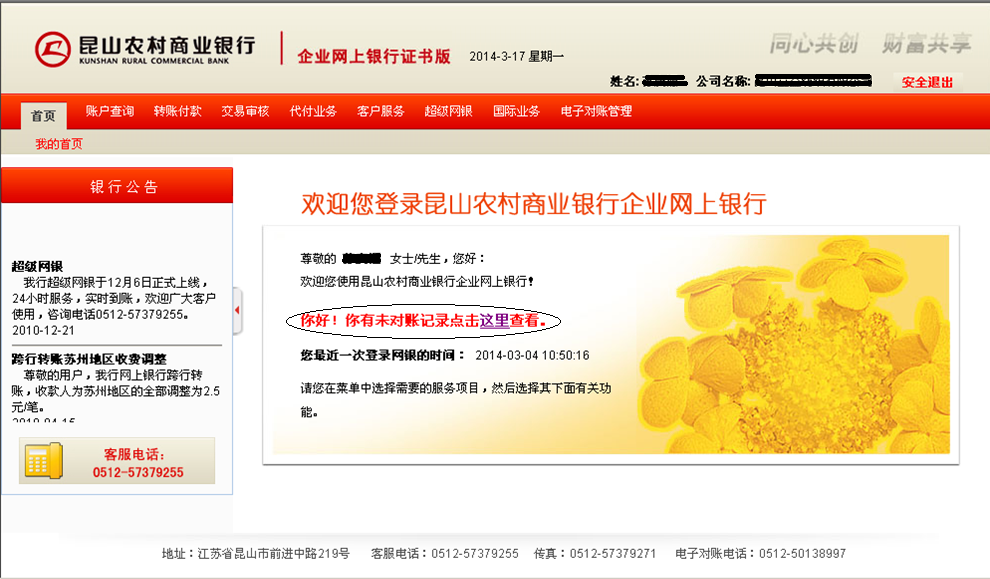 昆山农村商业银行
KUNSHAN RURAL COMMERCIAL BANK
企业网上银行证书版
2014-3-17 星期一
同心共创 财富共享
姓名: 公司名称:
安全退出
首页 账户查询 转账付款 交易审核 代付业务 客户服务 超级网银 国际业务 电子对账管理
我的首页
银行公告
超级网银
我行超级网银于12月6日正式上线，
24小时服务，实时到账，欢迎广大客户
使用，咨询电话0512-57379255。
2010-12-21
跨行转账苏州地区收费调整
尊敬的用户，我行网上银行跨行转
账，收款人为苏州地区的全部调整为2.5
元/笔。
客服电话：
0512-57379255
欢迎您登录昆山农村商业银行企业网上银行
尊敬的 女士/先生，您好：
欢迎您使用昆山农村商业银行企业网上银行！
你好！你有未对账记录点击这里查看。
您最近一次登录网银的时间： 2014-03-04 10:50:16
请您在菜单中选择需要的服务项目，然后选择其下面有关功
能。
地址：江苏省昆山市前进中路219号 客服电话：0512-57379255 传真：0512-57379271 电子对账电话：0512-50138997